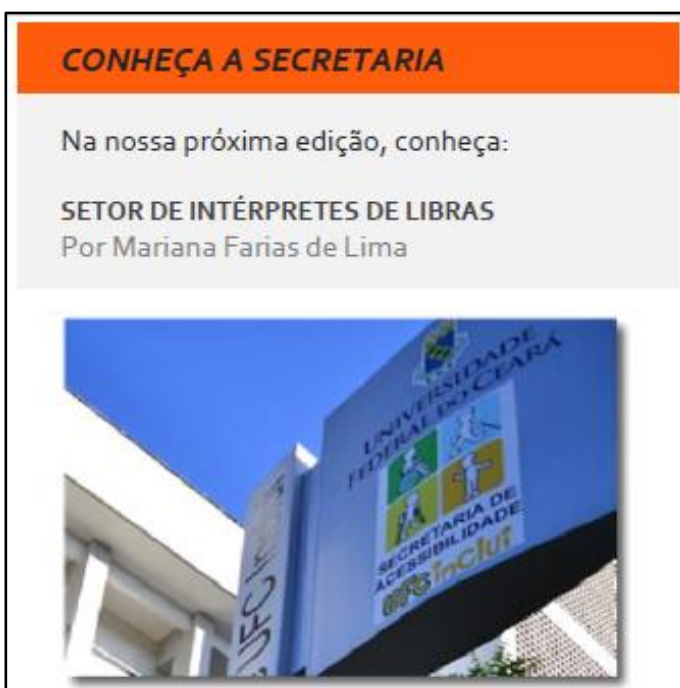 CONHEÇA A SECRETARIA
Na nossa próxima edição, conheça:
SETOR DE INTÉRPRETES DE LIBRAS
Por Mariana Farias de Lima
UNIVERSIDADE
FEDERAL DO CEARÁ
SECRETARIA DE
ACESSIBILIDADE
UFC inclui
UFC